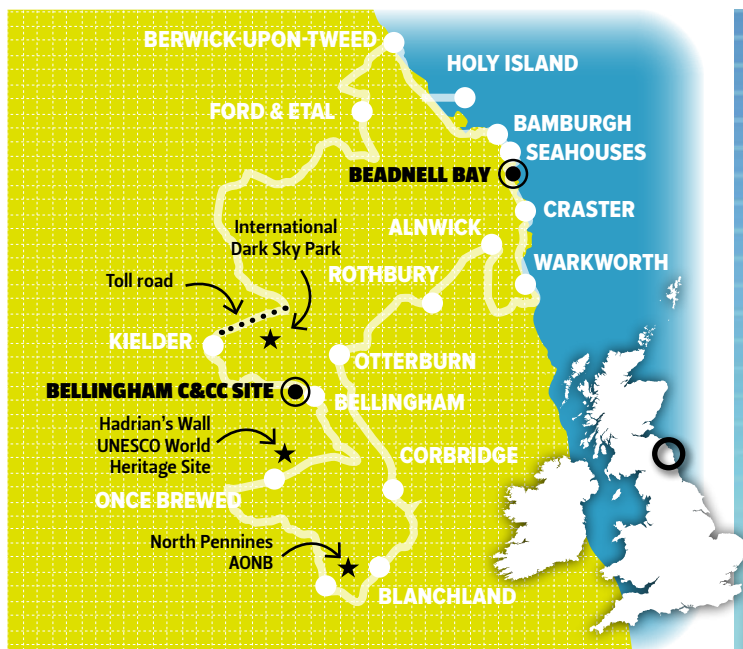 BERWICK-UPON-TWEED
HOLY ISLAND
FORD & ETAL
BAMBURGH
SEAHOUSES
BEADNELL BAY
CRASTER
International
Dark Sky Park
ALNWICK
WARKWORTH
Toll road
ROTHBURY
KIELDER
OTTERBURN
BELLINGHAM C&CC SITE
BELLINGHAM
Hadrian's Wall
UNESCO World
Heritage Site
CORBRIDGE
ONCE BREWED
North Pennines
AONB
BLANCHLAND